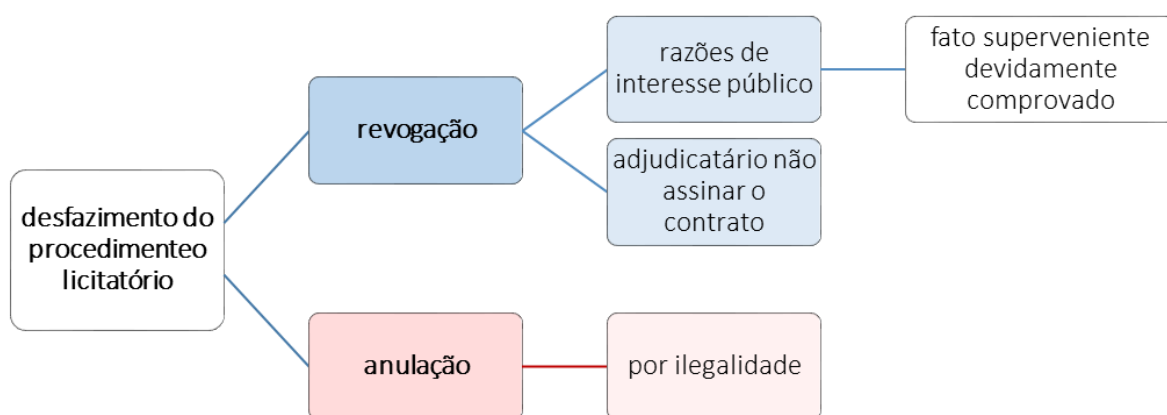 desfazimento do
procedimenteo
licitatório
revogação
razões de
interesse público
fato superveniente
devidamente
comprovado
adjudicatário não
assinar o
contrato
anulação
por ilegalidade